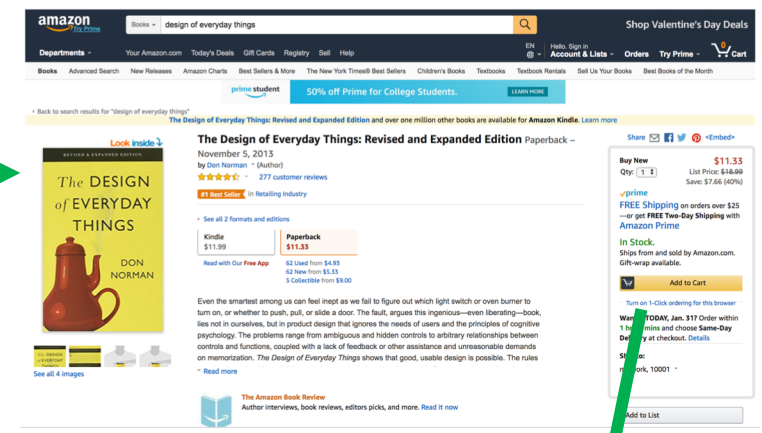 amazon
Try Prime
Books
design of everyday things
Shop Valentine's Day Deals
Departments
Your Amazon.com Today's Deals Gift Cards Registry Sell Help
EN
Hello. Sign in
Account & Lists
Orders
Try Prime
0
Cart
Books Advanced Search New Releases Amazon Charts Best Sellers & More The New York Times® Best Sellers Children's Books Textbooks Textbook Rentals Sell Us Your Books Best Books of the Month
prime student
50% off Prime for College Students.
LEARN MORE
‹ Back to search results for "design of everyday things"
The Design of Everyday Things: Revised and Expanded Edition and over one million other books are available for Amazon Kindle. Learn more
Look inside
REVISED & EXPANDED EDITION
The DESIGN
of EVERYDAY
THINGS
DON
NORMAN
See all 4 images
The Design of Everyday Things: Revised and Expanded Edition Paperback –
November 5, 2013
by Don Norman (Author)
277 customer reviews
#1 Best Seller in Retailing Industry
See all 2 formats and editions
Kindle
$11.99
Paperback
$11.33
Read with Our Free App
62 Used from $4.93
62 New from $5.33
5 Collectible from $9.00
Even the smartest among us can feel inept as we fail to figure out which light switch or oven burner to
turn on, or whether to push, pull, or slide a door. The fault, argues this ingenious—even liberating—book,
lies not in ourselves, but in product design that ignores the needs of users and the principles of cognitive
psychology. The problems range from ambiguous and hidden controls to arbitrary relationships between
controls and functions, coupled with a lack of feedback or other assistance and unreasonable demands
on memorization. The Design of Everyday Things shows that good, usable design is possible. The rules
Read more
The Amazon Book Review
Author interviews, book reviews, editors picks, and more. Read it now
Share <Embed>
Buy New $11.33
Qty: 1 List Price: $18.99
Save: $7.66 (40%)
prime
FREE Shipping on orders over $25
—or get FREE Two-Day Shipping with
Amazon Prime
In Stock.
Ships from and sold by Amazon.com.
Gift-wrap available.
Add to Cart
Turn on 1-Click ordering for this browser
TODAY, Jan. 31? Order within
mins and choose Same-Day
at checkout. Details
10001
Add to List